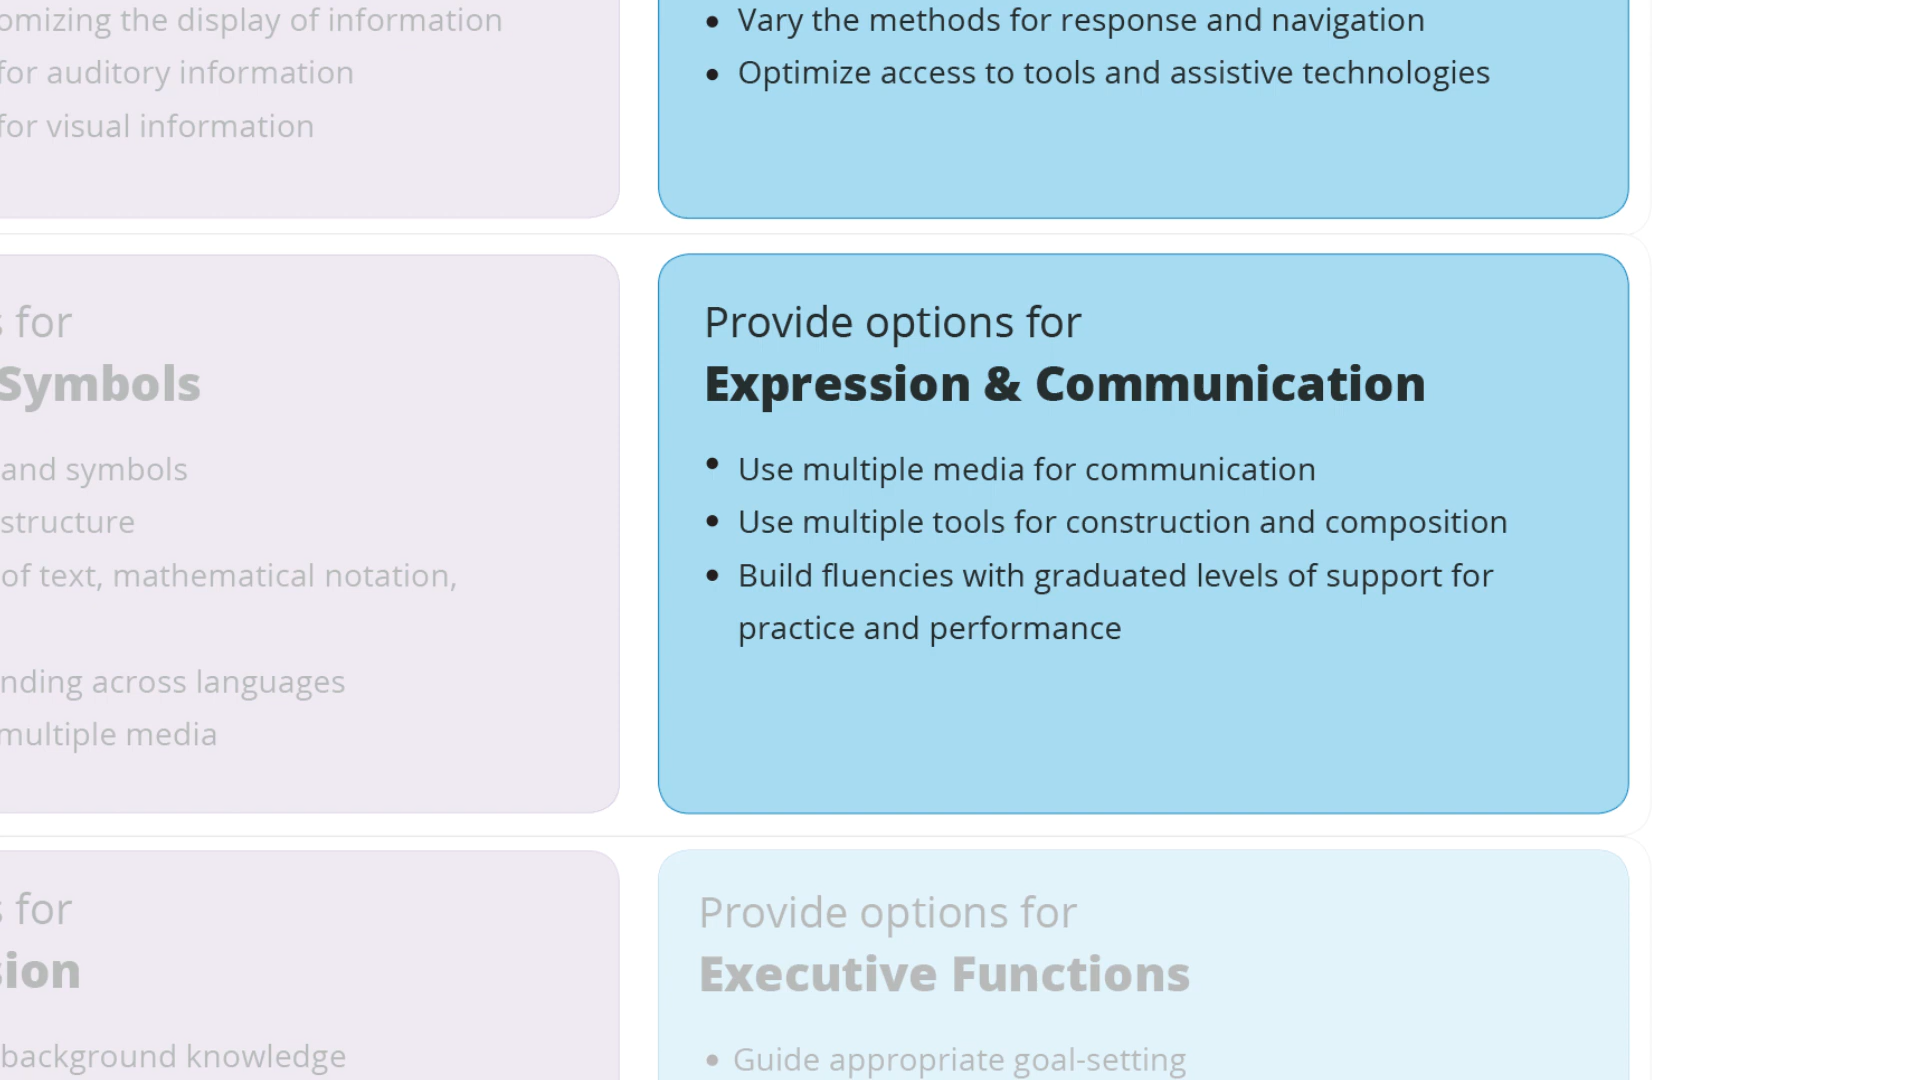 omizing the display of information
for auditory information
for visual information
Vary the methods for response and navigation
Optimize access to tools and assistive technologies
for
Symbols
and symbols
structure
of text, mathematical notation,
nding across languages
multiple media
Provide options for
Expression & Communication
Use multiple media for communication
Use multiple tools for construction and composition
Build fluencies with graduated levels of support for
practice and performance
for
sion
background knowledge
Provide options for
Executive Functions
Guide appropriate goal-setting